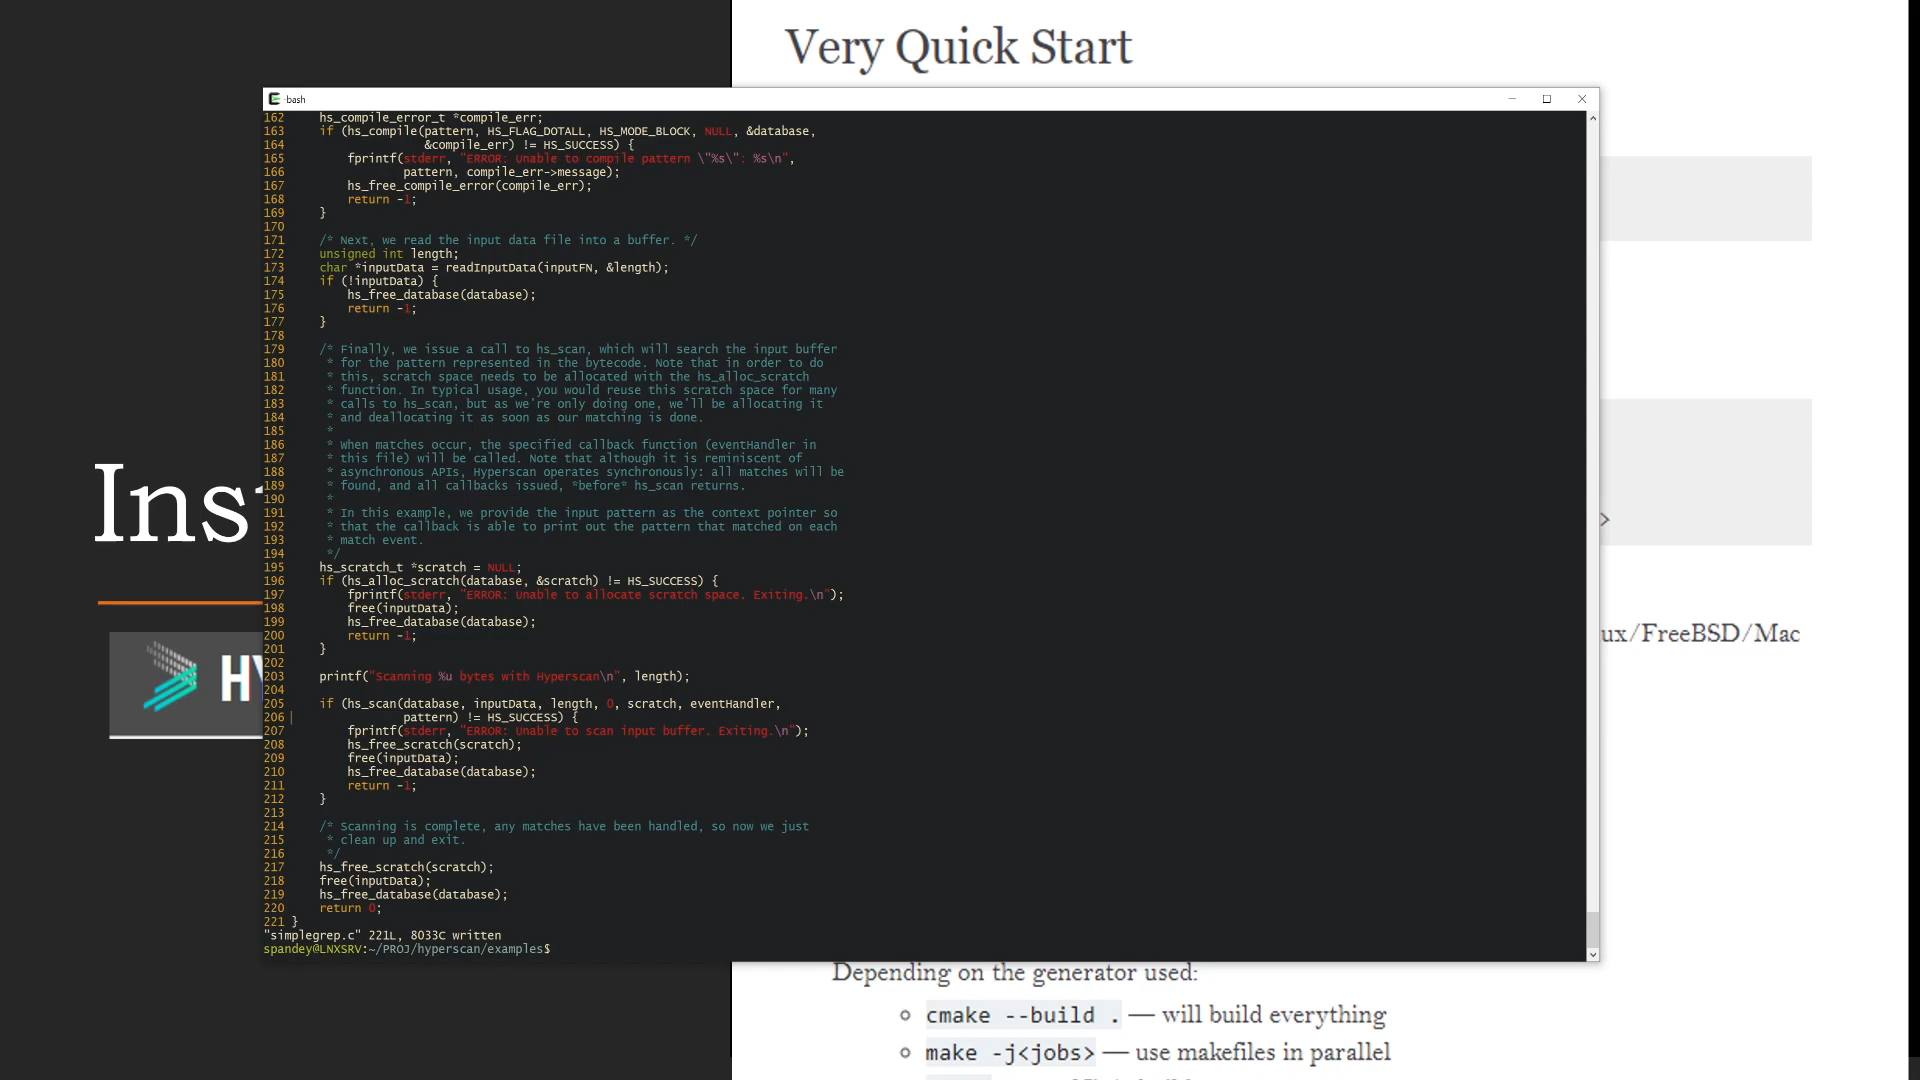 Very Quick Start
-bash
162 hs_compile_error_t *compile_err;
163 if (hs_compile(pattern, HS_FLAG_DOTALL, HS_MODE_BLOCK, NULL, &database,
164 &compile_err) != HS_SUCCESS) {
165 fprintf(stderr, "ERROR: Unable to compile pattern \"%s\": %s\n",
166 pattern, compile_err->message);
167 hs_free_compile_error(compile_err);
168 return -1;
169 }
170
171 /* Next, we read the input data file into a buffer. */
172 unsigned int length;
173 char *inputData = readInputData(inputFN, &length);
174 if (!inputData) {
175 hs_free_database(database);
176 return -1;
177 }
178
179 /* Finally, we issue a call to hs_scan, which will search the input buffer
180 * for the pattern represented in the bytecode. Note that in order to do
181 * this, scratch space needs to be allocated with the hs_alloc_scratch
182 * function. In typical usage, you would reuse this scratch space for many
183 * calls to hs_scan, but as we're only doing one, we'll be allocating it
184 * and deallocating it as soon as our matching is done.
185 *
186 * When matches occur, the specified callback function (eventHandler in
187 * this file) will be called. Note that although it is reminiscent of
188 * asynchronous APIs, Hyperscan operates synchronously: all matches will be
189 * found, and all callbacks issued, *before* hs_scan returns.
190 *
191 * In this example, we provide the input pattern as the context pointer so
192 * that the callback is able to print out the pattern that matched on each
193 * match event.
194 */
195 hs_scratch_t *scratch = NULL;
196 if (hs_alloc_scratch(database, &scratch) != HS_SUCCESS) {
197 fprintf(stderr, "ERROR: Unable to allocate scratch space. Exiting.\n");
198 free(inputData);
199 hs_free_database(database);
200 return -1;
201 }
202
203 printf("Scanning %u bytes with Hyperscan\n", length);
204
205 if (hs_scan(database, inputData, length, 0, scratch, eventHandler,
206 pattern) != HS_SUCCESS) {
207 fprintf(stderr, "ERROR: Unable to scan input buffer. Exiting.\n");
208 hs_free_scratch(scratch);
209 free(inputData);
210 hs_free_database(database);
211 return -1;
212 }
213
214 /* Scanning is complete, any matches have been handled, so now we just
215 * clean up and exit.
216 */
217 hs_free_scratch(scratch);
218 free(inputData);
219 hs_free_database(database);
220 return 0;
221 }
"simplegrep.c" 221L, 8033C written
spandey@LNXSRV:~/PROJ/hyperscan/examples$
Ins
HY
>
ux/FreeBSD/Mac
Depending on the generator used:
cmake --build . — will build everything
make -j<jobs> — use makefiles in parallel